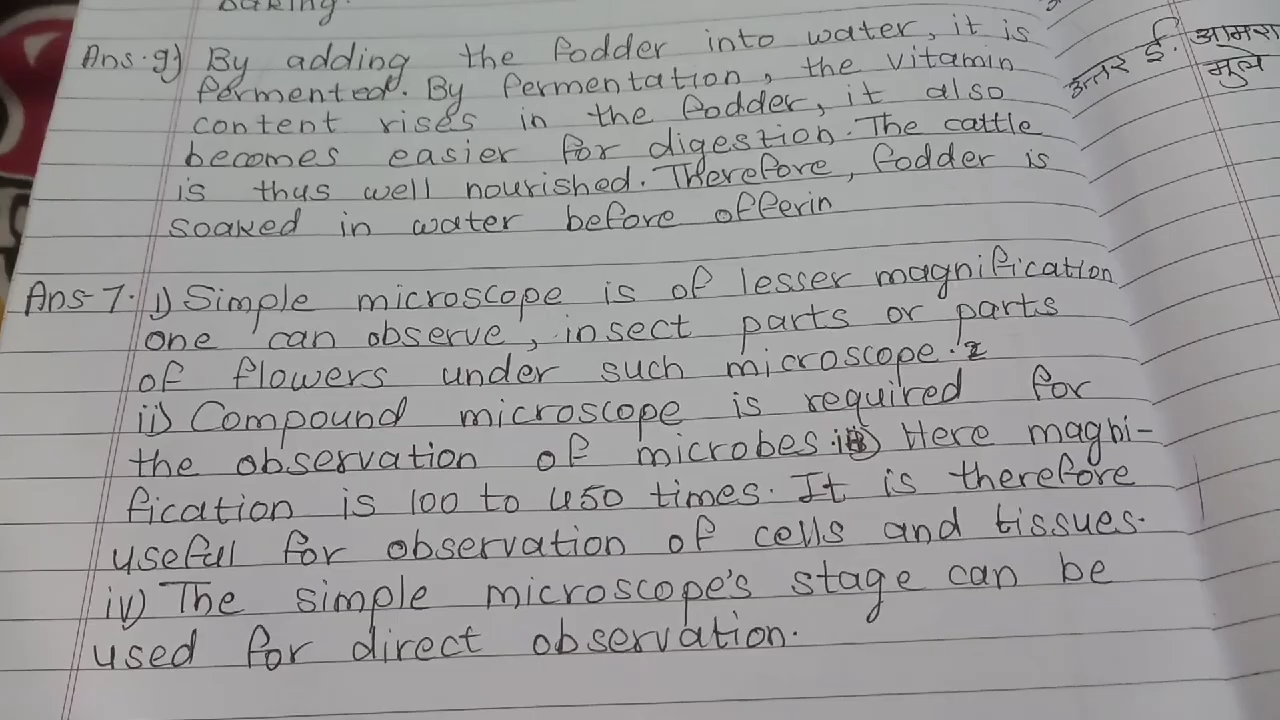 baking.
Ans.g) By adding the fodder into water, it is
fermented. By fermentation, the vitamin
content rises in the fodder, it also
becomes easier for digestion. The cattle
is thus well nourished. Therefore, fodder is
soaked in water before offerin
Ans-7. i) Simple microscope is of lesser magnification
one can observe, insect parts or parts
of flowers under such microscope.
ii) Compound microscope is required for
the observation of microbes. iii) Here magni-
fication is 100 to 450 times. It is therefore
useful for observation of cells and tissues.
iv) The simple microscope's stage can be
used for direct observation.
उत्तर ई. आमरा
मुले